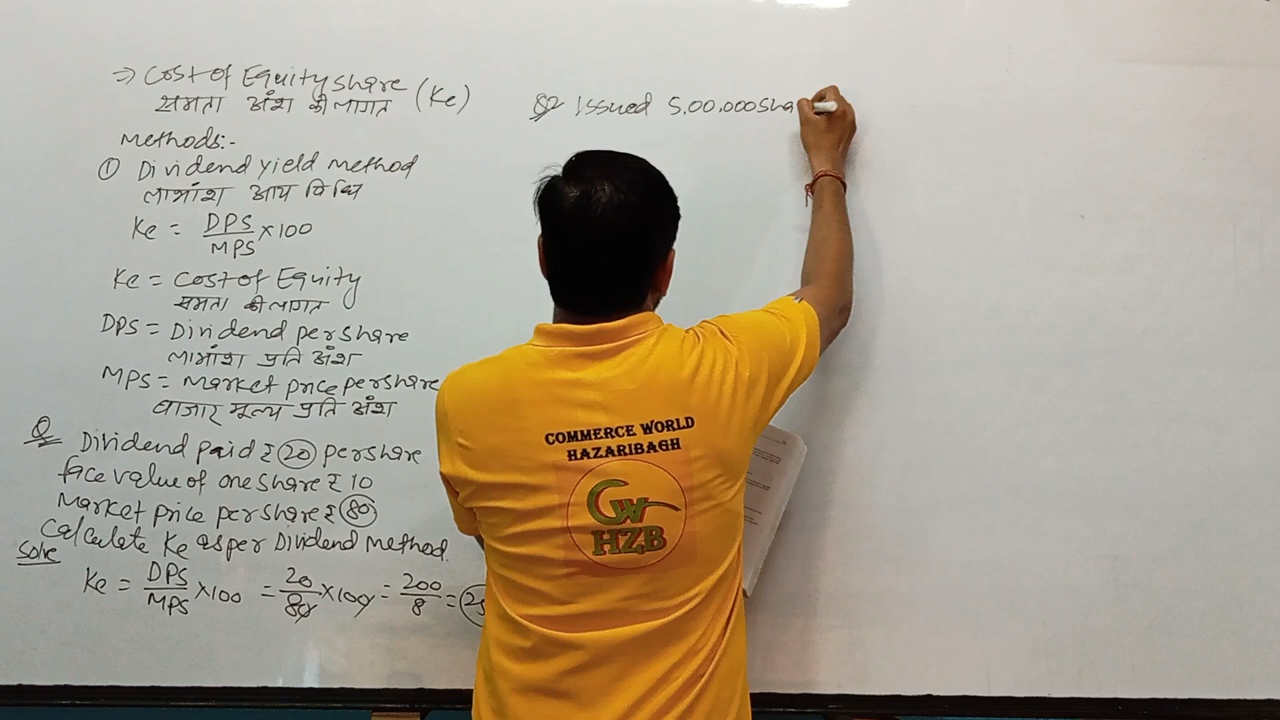 ⇒ Cost of Equity share (Ke)
समता अंश की लागत
Methods:-
① Dividend yield method
लाभांश आय विधि
Ke = DPS/MPS × 100
Ke = Cost of Equity
समता की लागत
DPS = Dividend per share
लाभांश प्रति अंश
MPS = Market price per share
बाजार मूल्य प्रति अंश
Q Dividend paid ₹ 20 per share
face value of one share ₹ 10
Market price per share ₹ 80
Calculate Ke as per Dividend Method.
Solve
Ke = DPS/MPS × 100 = 20/80 × 100 = 200/8 =
Issued 5,00,000 Sha
COMMERCE WORLD
HAZARIBAGH
CW
HZB